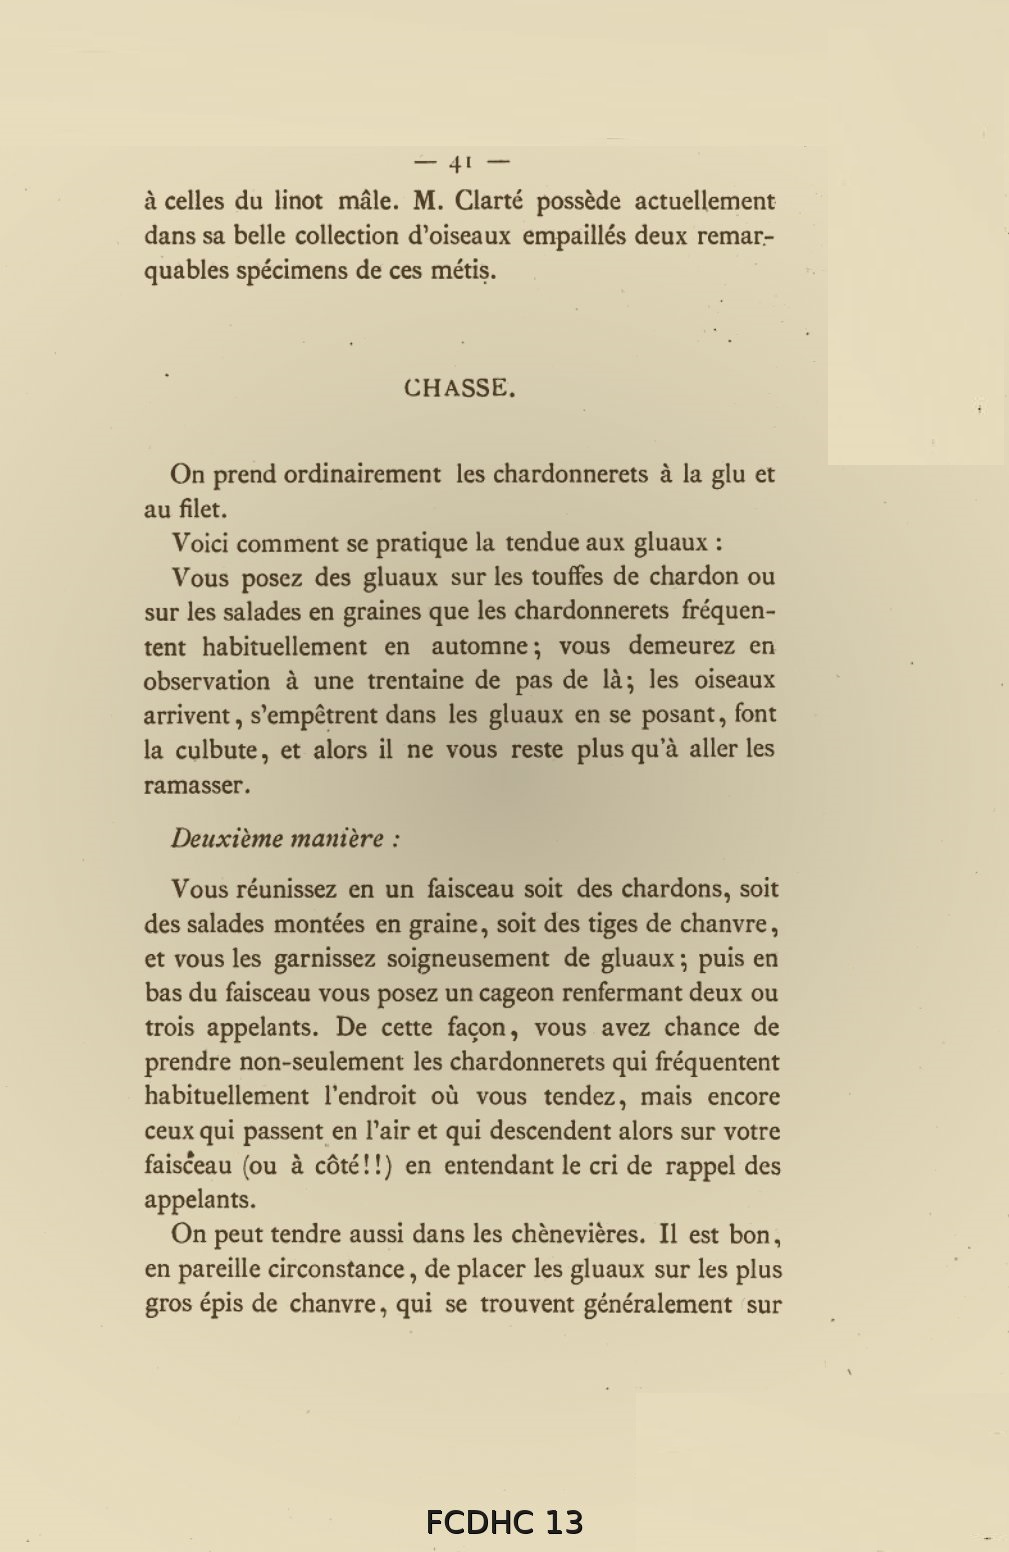 — 41 —
à celles du linot mâle. M. Clarté possède actuellement
dans sa belle collection d'oiseaux empaillés deux remar-
quables spécimens de ces métis.
CHASSE.
On prend ordinairement les chardonnerets à la glu et
au filet.
Voici comment se pratique la tendue aux gluaux :
Vous posez des gluaux sur les touffes de chardon ou
sur les salades en graines que les chardonnerets fréquen-
tent habituellement en automne; vous demeurez en
observation à une trentaine de pas de là; les oiseaux
arrivent, s'empêtrent dans les gluaux en se posant, font
la culbute, et alors il ne vous reste plus qu'à aller les
ramasser.
Deuxième manière :
Vous réunissez en un faisceau soit des chardons, soit
des salades montées en graine, soit des tiges de chanvre,
et vous les garnissez soigneusement de gluaux; puis en
bas du faisceau vous posez un cageon renfermant deux ou
trois appelants. De cette façon, vous avez chance de
prendre non-seulement les chardonnerets qui fréquentent
habituellement l'endroit où vous tendez, mais encore
ceux qui passent en l'air et qui descendent alors sur votre
faisceau (ou à côté!!) en entendant le cri de rappel des
appelants.
On peut tendre aussi dans les chènevières. Il est bon,
en pareille circonstance, de placer les gluaux sur les plus
gros épis de chanvre, qui se trouvent généralement sur
FCDHC 13